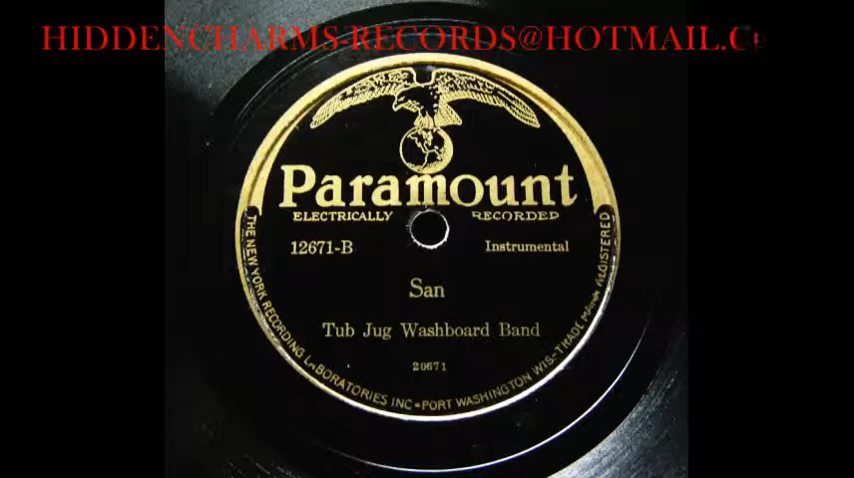 HIDDENCHARMS-RECORDS@HOTMAIL.C
Paramount
ELECTRICALLY RECORDED
12671-B Instrumental
San
Tub Jug Washboard Band
20671
THE NEW YORK RECORDING LABORATORIES INC=PORT WASHINGTON WIS-TRADE MARK REGISTERED